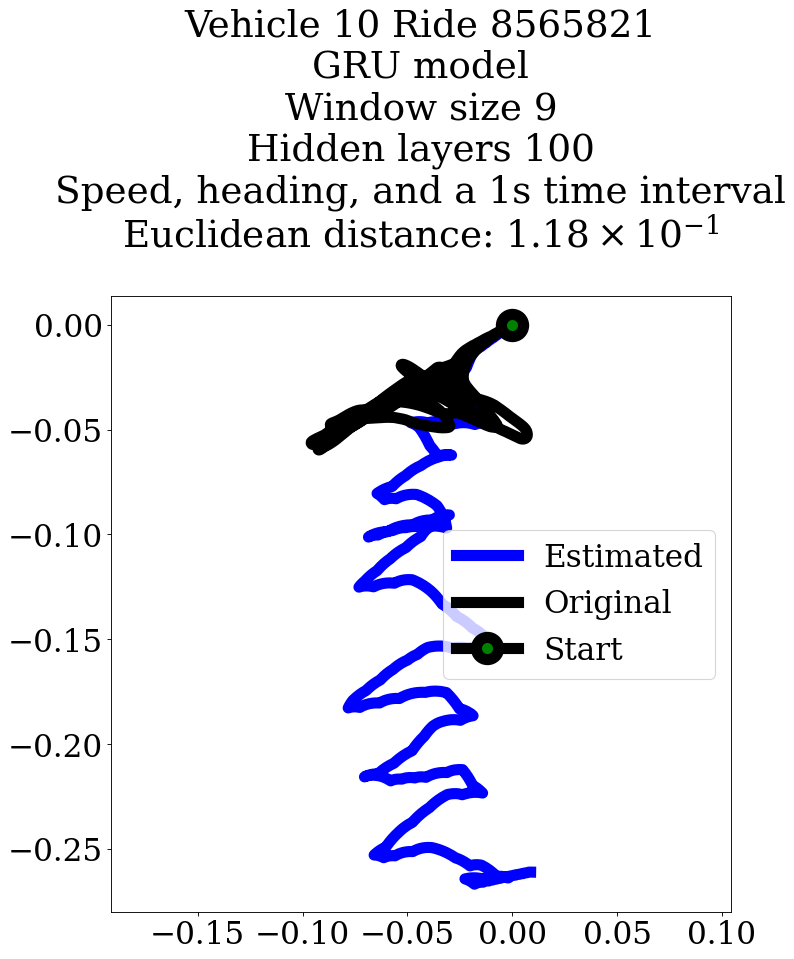 Vehicle 10 Ride 8565821
GRU model
Window size 9
Hidden layers 100
Speed, heading, and a 1s time interval
Euclidean distance: 1.18 × 10⁻¹
0.00
−0.05
−0.10
−0.15
−0.20
−0.25
Estimated
Original
Start
−0.15 −0.10 −0.05 0.00 0.05 0.10